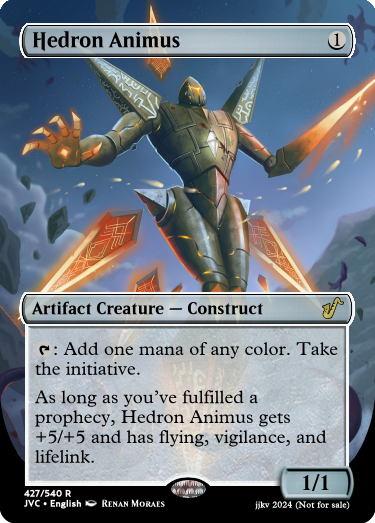 Hedron Animus 1
Artifact Creature — Construct
: Add one mana of any color. Take
the initiative.
As long as you’ve fulfilled a
prophecy, Hedron Animus gets
+5/+5 and has flying, vigilance, and
lifelink.
1/1
427/540 R
JVC • English Renan Moraes
jjkv 2024 (Not for sale)